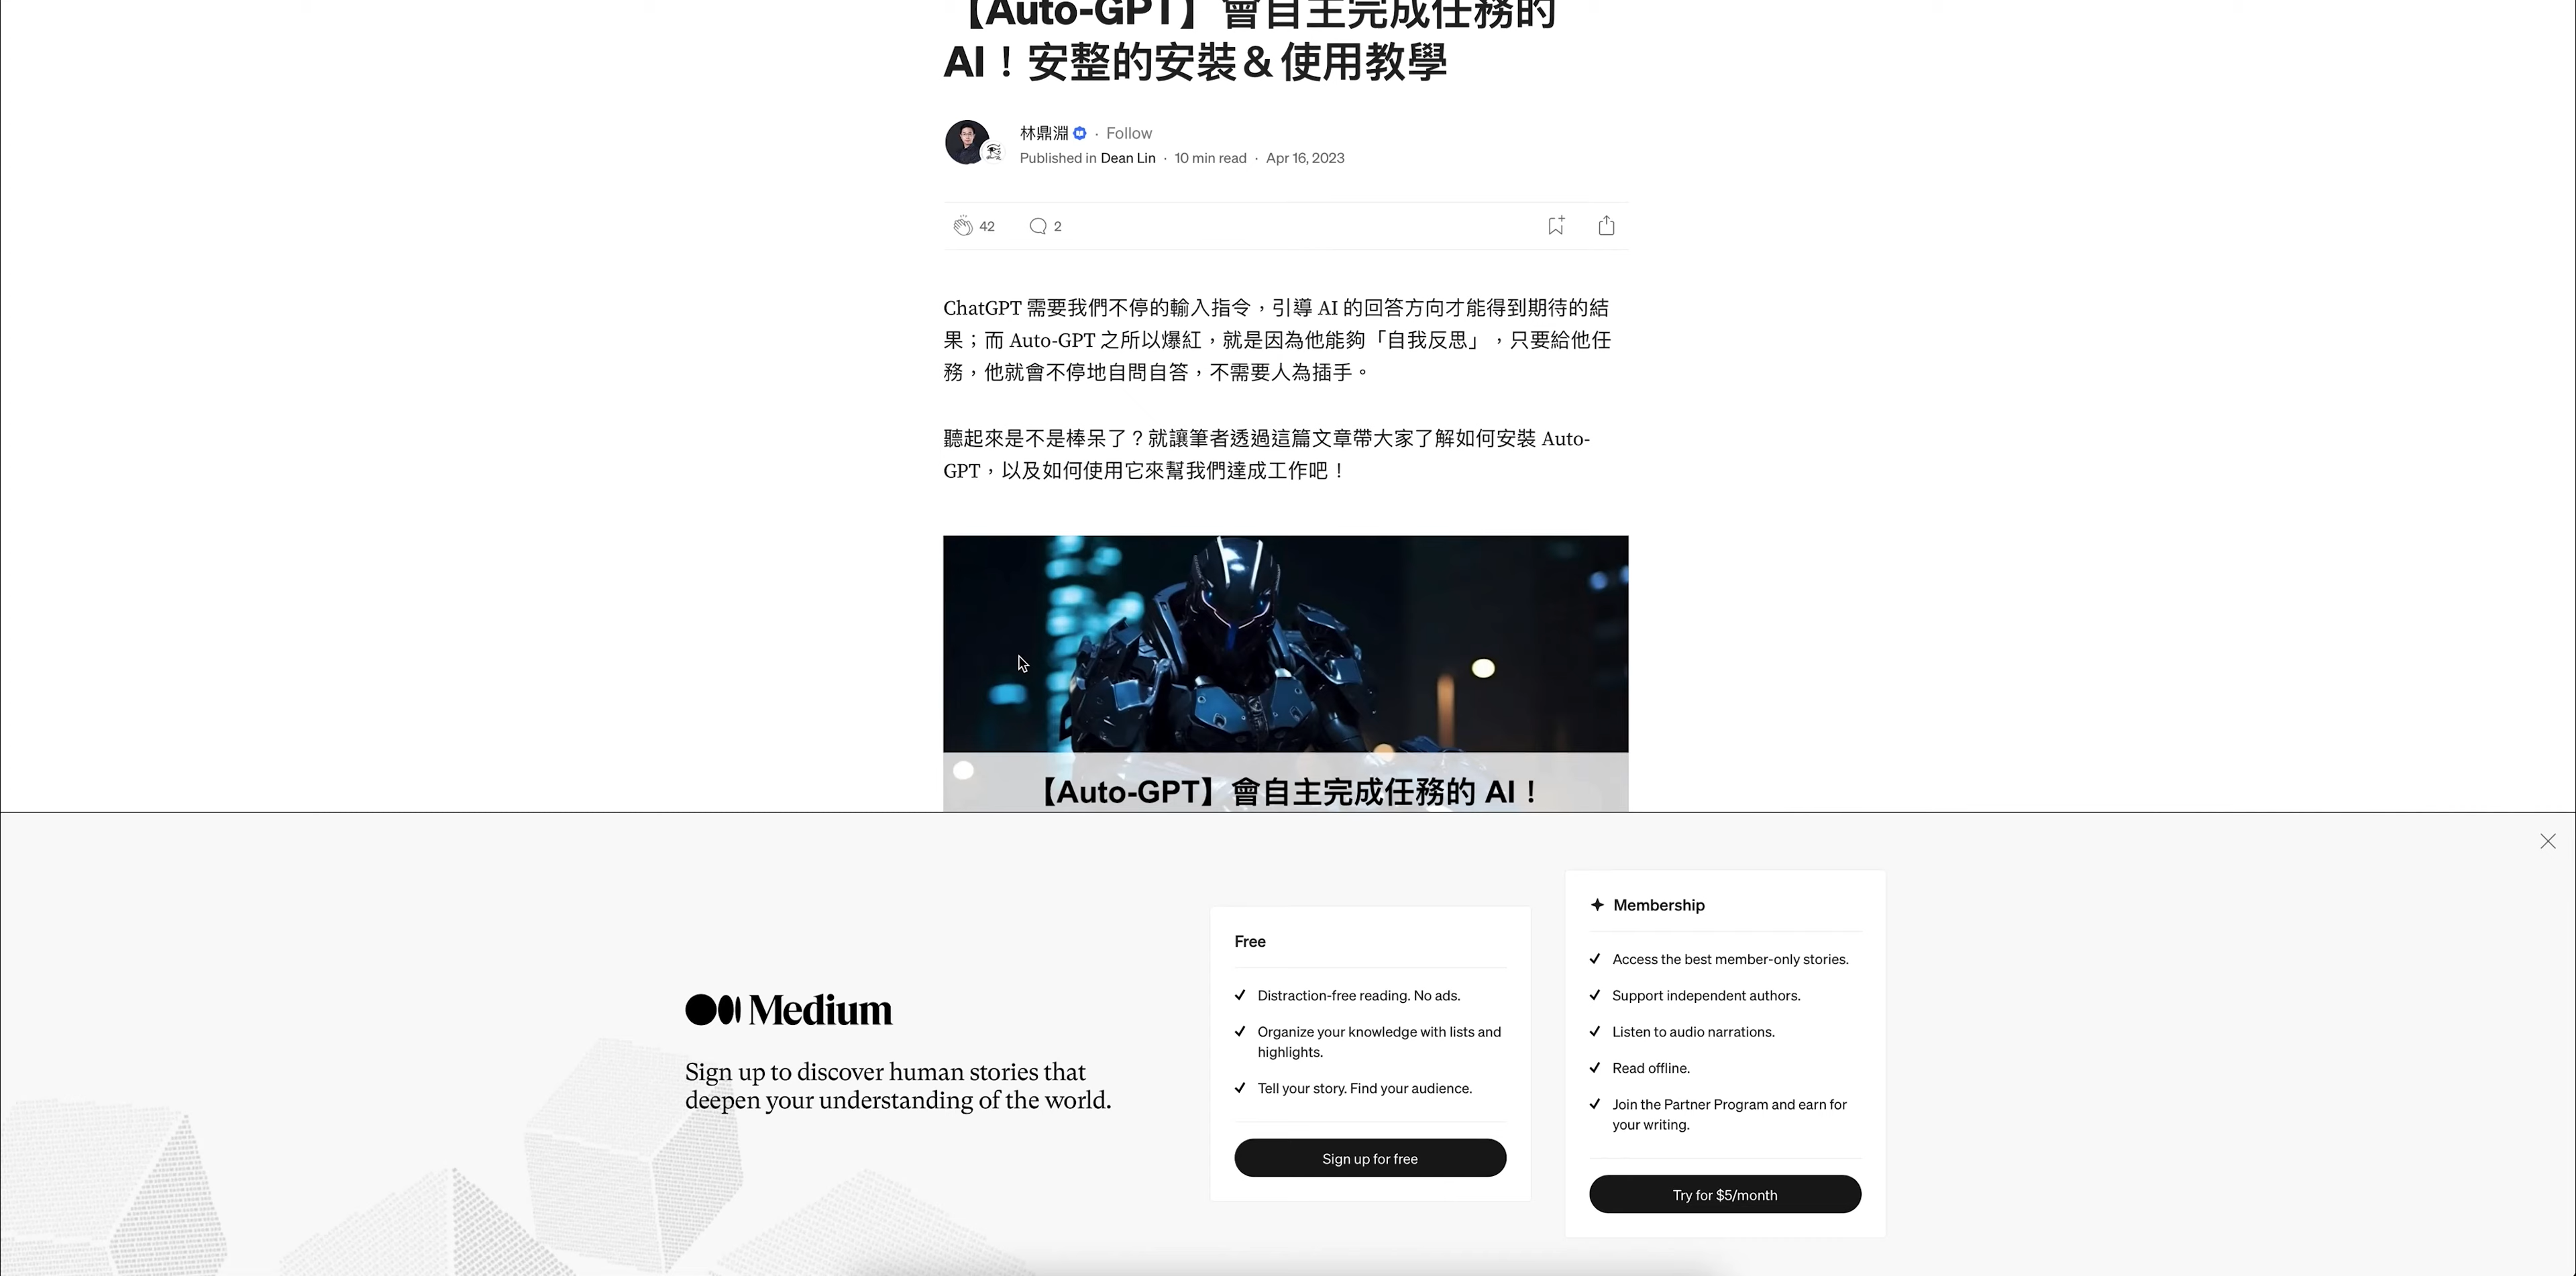 【Auto-GPT】會自主完成任務的
AI！安整的安裝＆使用教學
林鼎淵 · Follow
Published in Dean Lin · 10 min read · Apr 16, 2023
42 2
ChatGPT 需要我們不停的輸入指令，引導 AI 的回答方向才能得到期待的結
果；而 Auto-GPT 之所以爆紅，就是因為他能夠「自我反思」，只要給他任
務，他就會不停地自問自答，不需要人為插手。
聽起來是不是棒呆了？就讓筆者透過這篇文章帶大家了解如何安裝 Auto-
GPT，以及如何使用它來幫我們達成工作吧！
【Auto-GPT】會自主完成任務的 AI！
Medium
Sign up to discover human stories that
deepen your understanding of the world.
Free
Distraction-free reading. No ads.
Organize your knowledge with lists and
highlights.
Tell your story. Find your audience.
Sign up for free
Membership
Access the best member-only stories.
Support independent authors.
Listen to audio narrations.
Read offline.
Join the Partner Program and earn for
your writing.
Try for $5/month